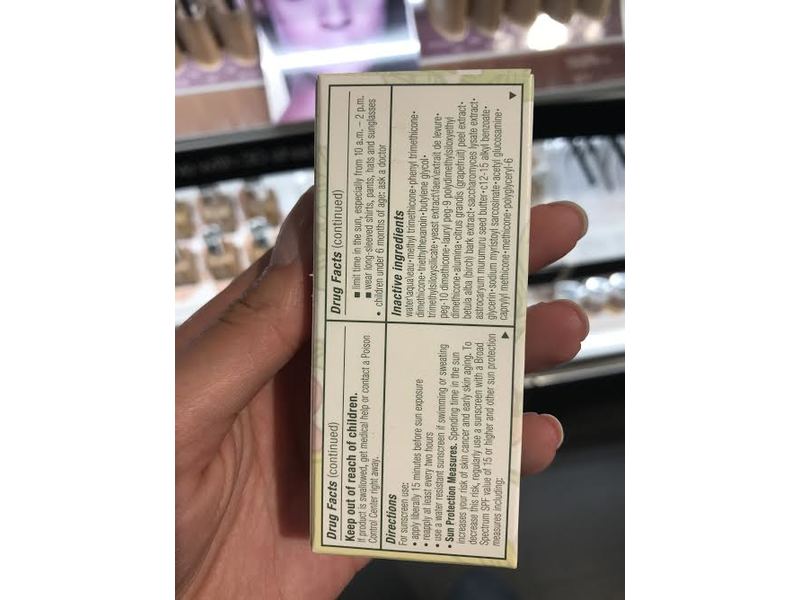 Drug Facts (continued)
Keep out of reach of children.
If product is swallowed, get medical help or contact a Poison
Control Center right away.
Directions
For sunscreen use:
• apply liberally 15 minutes before sun exposure
• reapply at least every two hours
• use a water resistant sunscreen if swimming or sweating
• Sun Protection Measures. Spending time in the sun
increases your risk of skin cancer and early skin aging. To
decrease this risk, regularly use a sunscreen with a Broad
Spectrum SPF value of 15 or higher and other sun protection
measures including:
Drug Facts (continued)
■ limit time in the sun, especially from 10 a.m. – 2 p.m.
■ wear long-sleeved shirts, pants, hats and sunglasses
• children under 6 months of age: ask a doctor
Inactive ingredients
water\aqua\eau•methyl trimethicone•phenyl trimethicone•
dimethicone•triethylhexanoin•butylene glycol•
trimethylsiloxysilicate•yeast extract\faex\extrait de levure•
peg-10 dimethicone•lauryl peg-9 polydimethylsiloxyethyl
dimethicone•alumina•citrus grandis (grapefruit) peel extract•
betula alba (birch) bark extract•saccharomyces lysate extract•
astrocaryum murumuru seed butter•c12-15 alkyl benzoate•
glycerin•sodium myristoyl sarcosinate•acetyl glucosamine•
caprylyl methicone•methicone•polyglyceryl-6